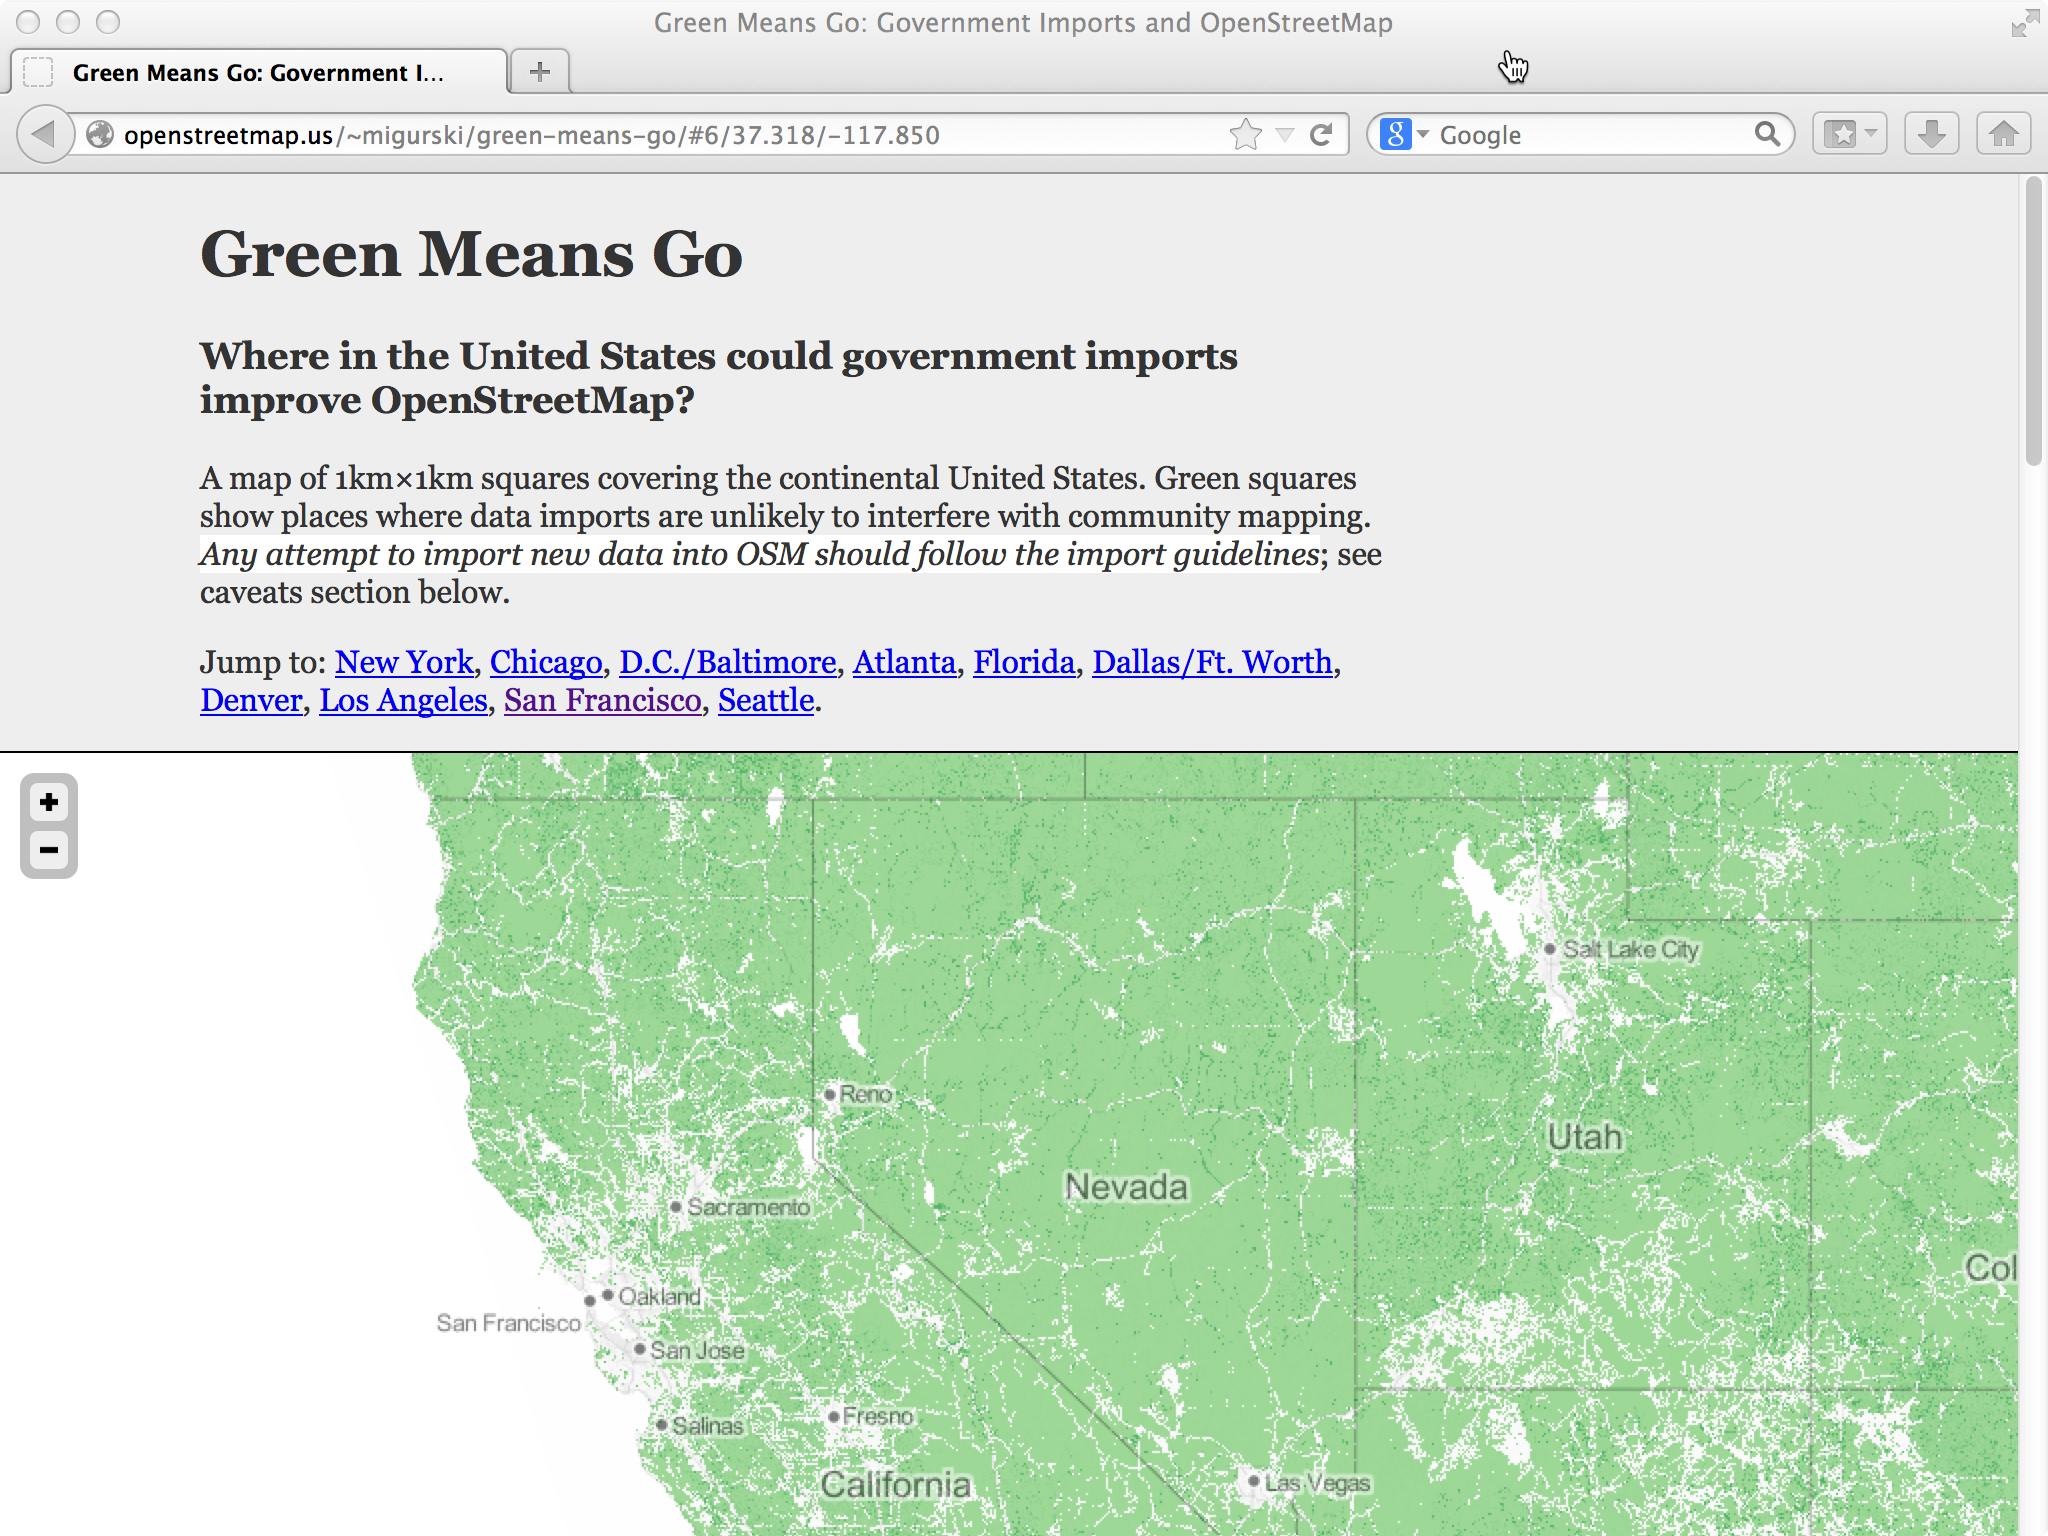 Green Means Go: Government Imports and OpenStreetMap
Green Means Go: Government I...
openstreetmap.us/~migurski/green-means-go/#6/37.318/-117.850
Google
Green Means Go
Where in the United States could government imports
improve OpenStreetMap?
A map of 1km×1km squares covering the continental United States. Green squares
show places where data imports are unlikely to interfere with community mapping.
Any attempt to import new data into OSM should follow the import guidelines; see
caveats section below.
Jump to: New York, Chicago, D.C./Baltimore, Atlanta, Florida, Dallas/Ft. Worth,
Denver, Los Angeles, San Francisco, Seattle.
Salt Lake City
Reno
Utah
Nevada
Sacramento
Col
Oakland
San Francisco
San Jose
Fresno
Salinas
California
Las Vegas